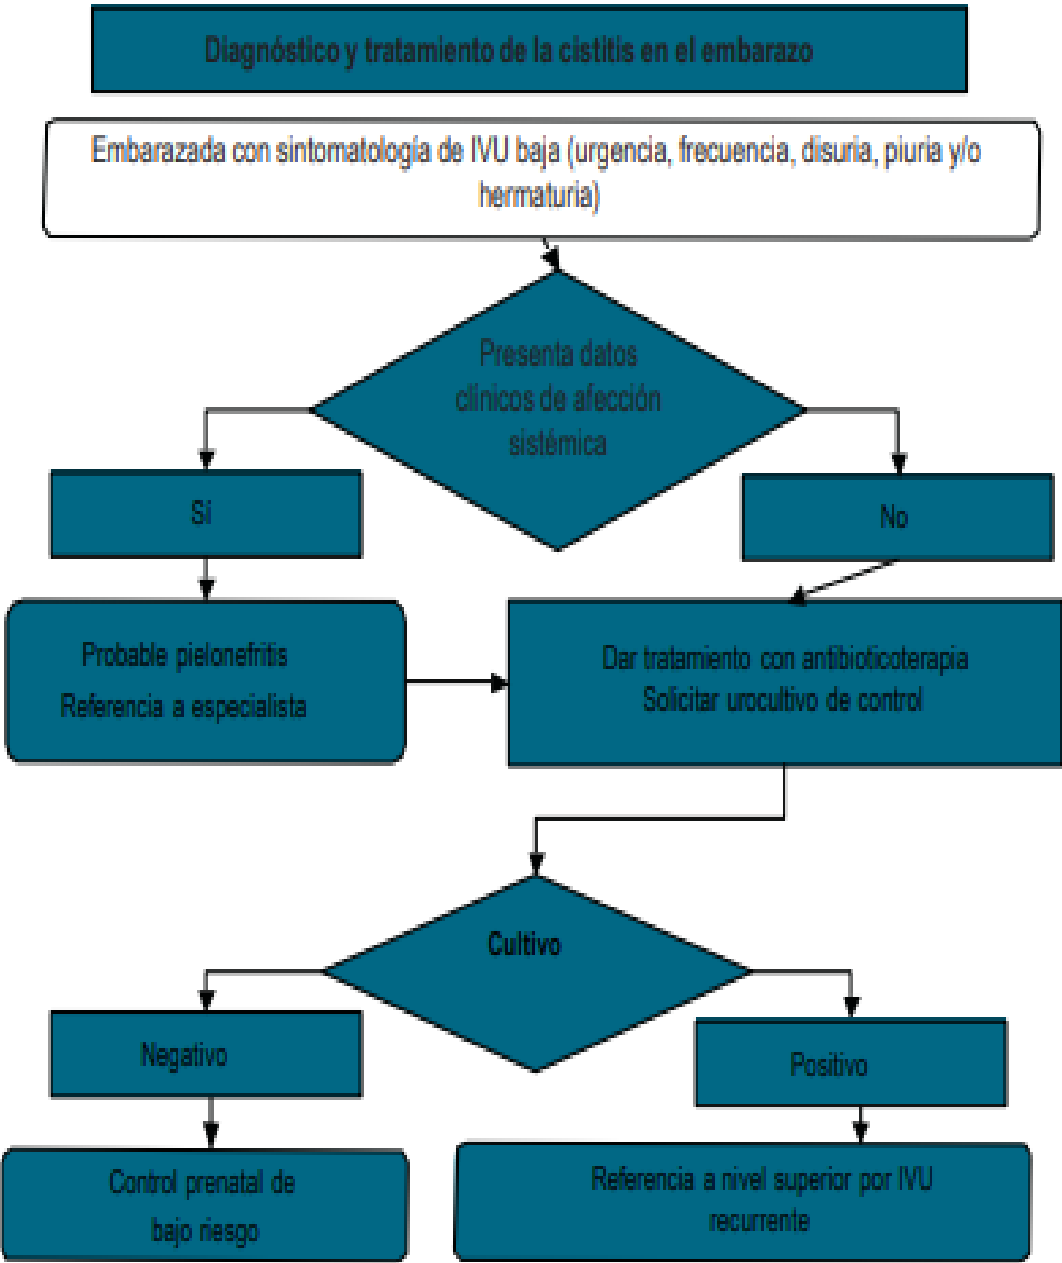 Diagnóstico y tratamiento de la cistitis en el embarazo
Embarazada con sintomatología de IVU baja (urgencia, frecuencia, disuria, piuria y/o
hermaturia)
Presenta datos
clínicos de afección
sistémica
Sí
No
Probable pielonefritis
Referencia a especialista
Dar tratamiento con antibioticoterapia
Solicitar urocultivo de control
Cultivo
Negativo
Positivo
Control prenatal de
bajo riesgo
Referencia a nivel superior por IVU
recurrente